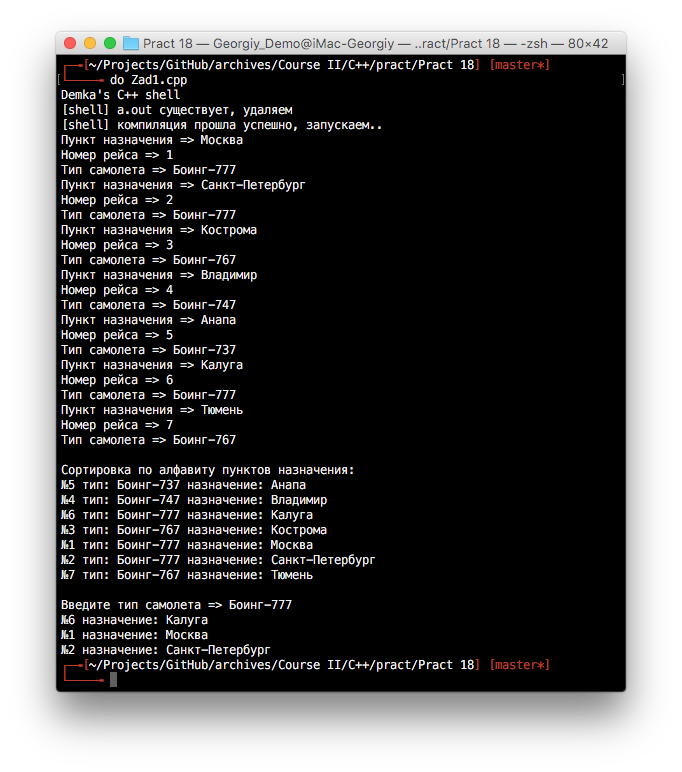 Pract 18 — Georgiy_Demo@iMac-Georgiy — ..ract/Pract 18 — -zsh — 80×42
[~/Projects/GitHub/archives/Course II/C++/pract/Pract 18] [master*]
do Zad1.cpp
Demka's C++ shell
[shell] a.out существует, удаляем
[shell] компиляция прошла успешно, запускаем..
Пункт назначения => Москва
Номер рейса => 1
Тип самолета => Боинг-777
Пункт назначения => Санкт-Петербург
Номер рейса => 2
Тип самолета => Боинг-777
Пункт назначения => Кострома
Номер рейса => 3
Тип самолета => Боинг-767
Пункт назначения => Владимир
Номер рейса => 4
Тип самолета => Боинг-747
Пункт назначения => Анапа
Номер рейса => 5
Тип самолета => Боинг-737
Пункт назначения => Калуга
Номер рейса => 6
Тип самолета => Боинг-777
Пункт назначения => Тюмень
Номер рейса => 7
Тип самолета => Боинг-767
Сортировка по алфавиту пунктов назначения:
№5 тип: Боинг-737 назначение: Анапа
№4 тип: Боинг-747 назначение: Владимир
№6 тип: Боинг-777 назначение: Калуга
№3 тип: Боинг-767 назначение: Кострома
№1 тип: Боинг-777 назначение: Москва
№2 тип: Боинг-777 назначение: Санкт-Петербург
№7 тип: Боинг-767 назначение: Тюмень
Введите тип самолета => Боинг-777
№6 назначение: Калуга
№1 назначение: Москва
№2 назначение: Санкт-Петербург
[~/Projects/GitHub/archives/Course II/C++/pract/Pract 18] [master*]